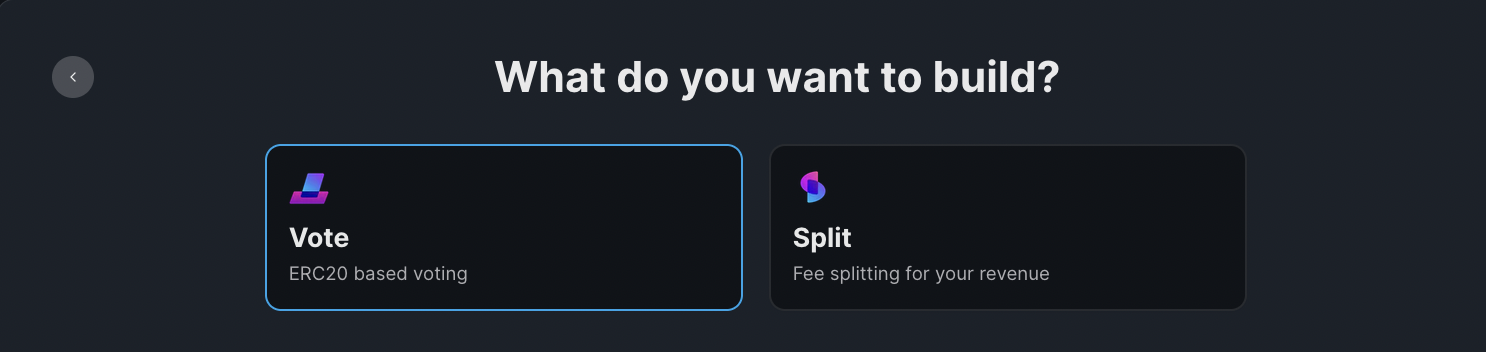 What do you want to build?
Vote
ERC20 based voting
Split
Fee splitting for your revenue